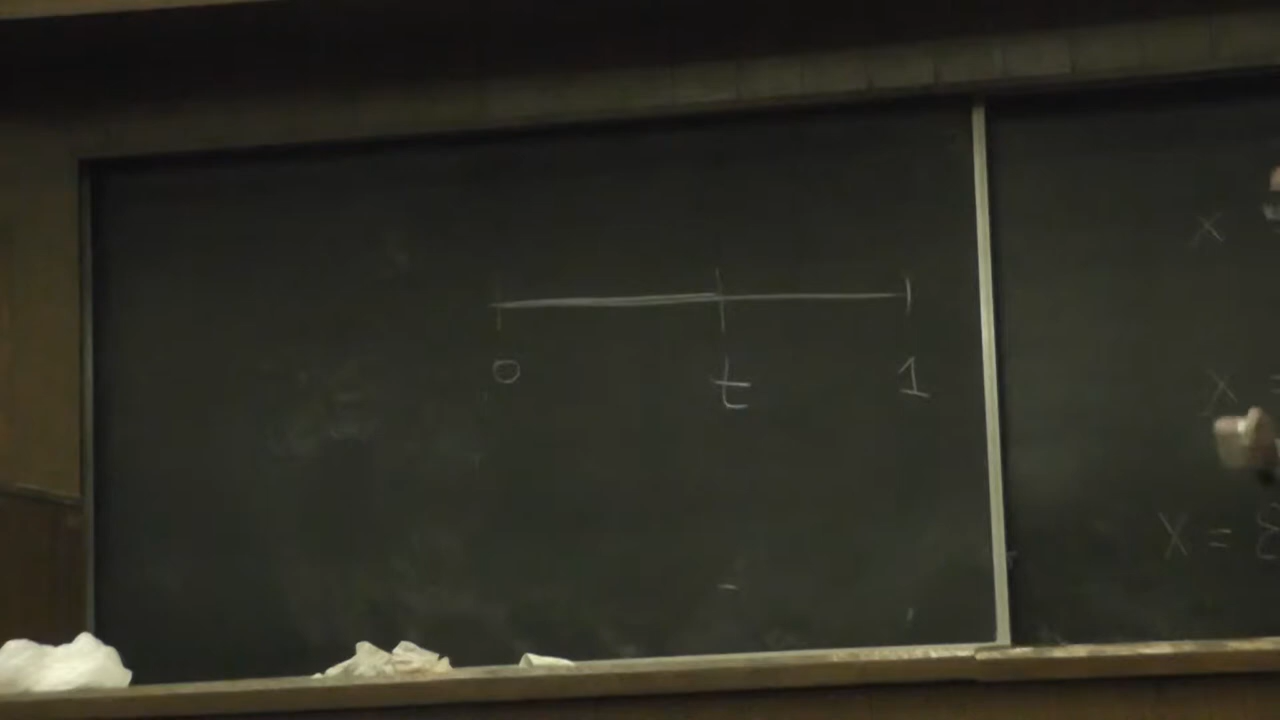 0 t 1
x
x =
x =